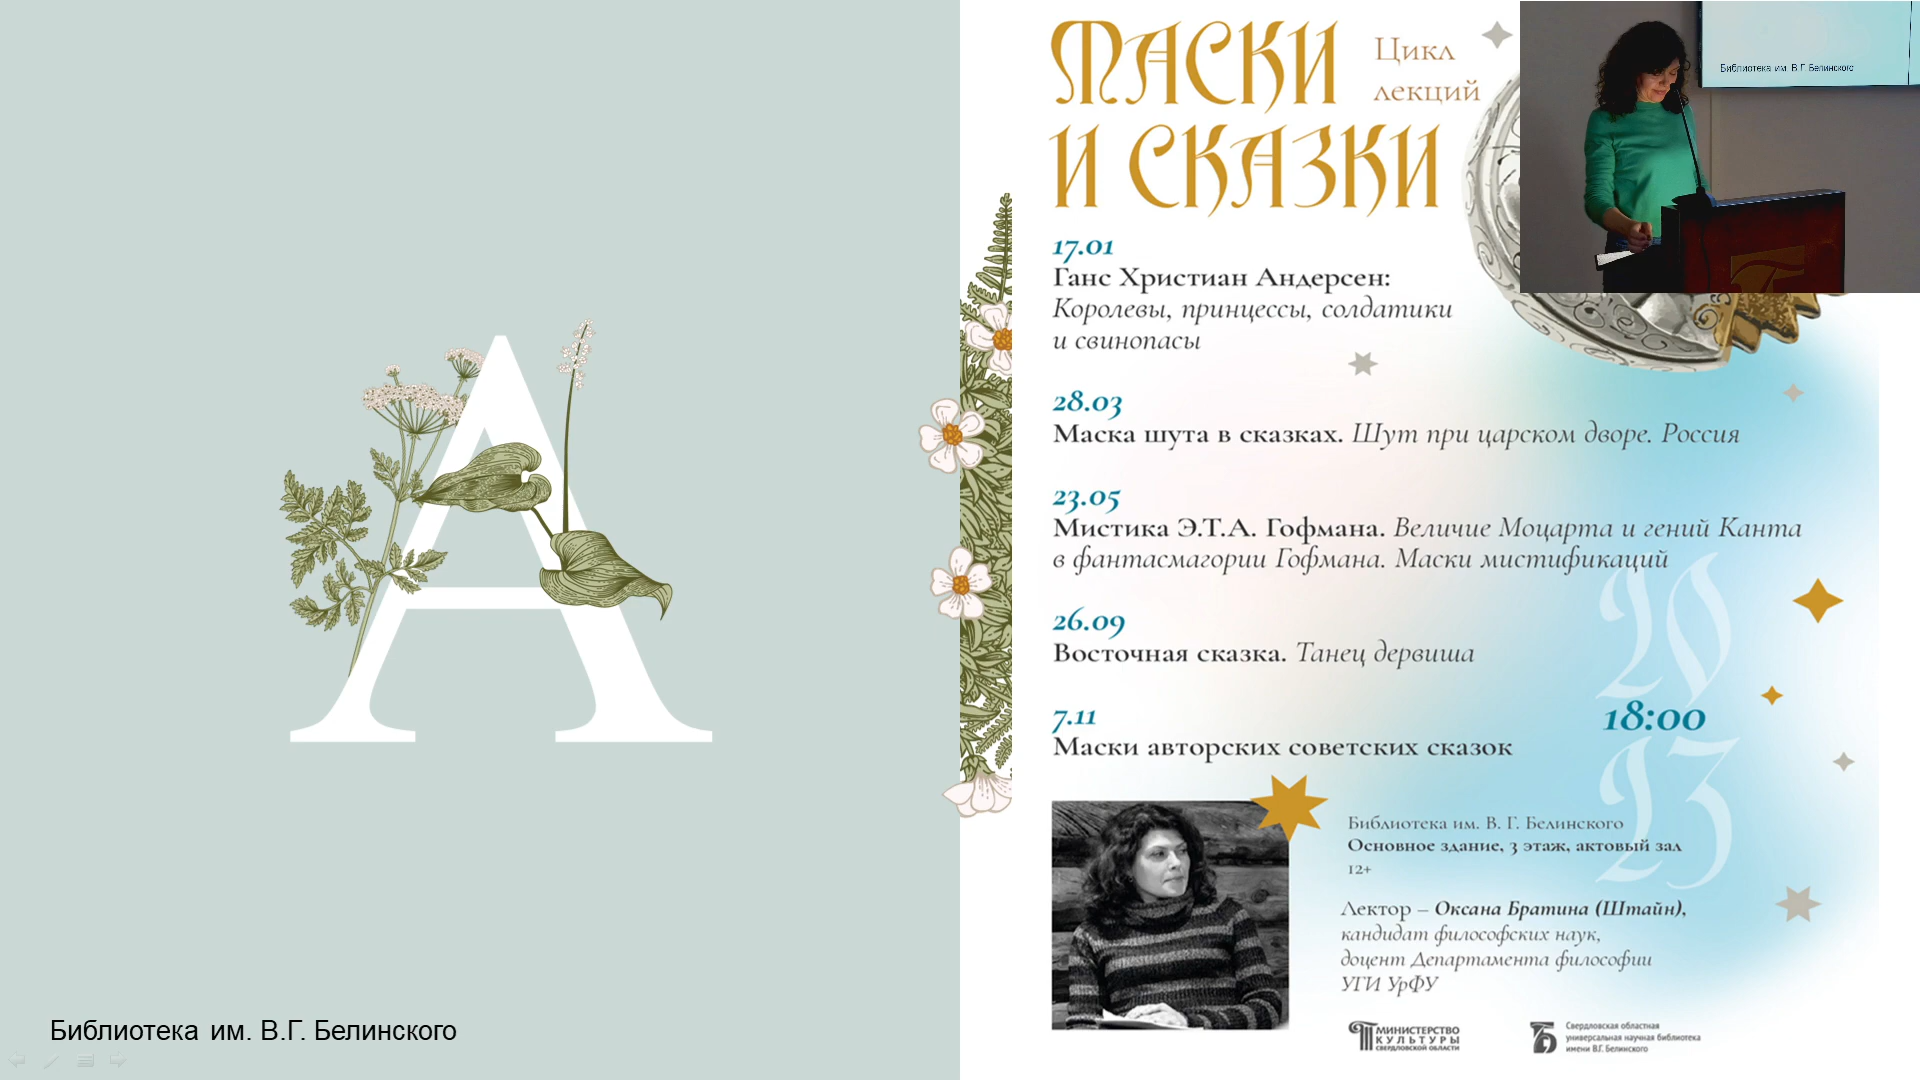 А
Библиотека им. В.Г. Белинского
МАСКИ
И СКАЗКИ
Цикл
лекций
17.01
Ганс Христиан Андерсен:
Королевы, принцессы, солдатики
и свинопасы
28.03
Маска шута в сказках. Шут при царском дворе. Россия
23.05
Мистика Э.Т.А. Гофмана. Величие Моцарта и гений Канта
в фантасмагории Гофмана. Маски мистификаций
26.09
Восточная сказка. Танец дервиша
7.11
Маски авторских советских сказок
20
18:00
23
Библиотека им. В. Г. Белинского
Основное здание, 3 этаж, актовый зал
12+
Лектор – Оксана Братина (Штайн),
кандидат философских наук,
доцент Департамента философии
УГИ УрФУ
МИНИСТЕРСТВО
КУЛЬТУРЫ
СВЕРДЛОВСКОЙ ОБЛАСТИ
Свердловская областная
универсальная научная библиотека
имени В.Г. Белинского
Библиотека им. В.Г. Белинского